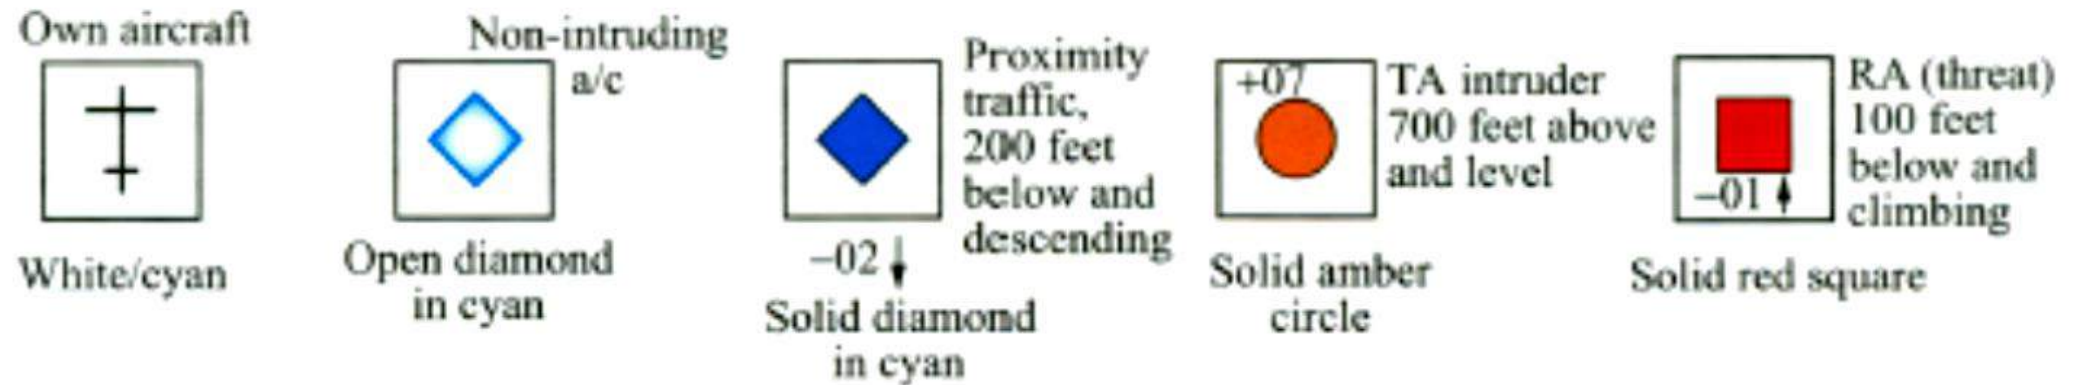 Own aircraft
White/cyan
Non-intruding
a/c
Open diamond
in cyan
Proximity
traffic,
200 feet
below and
descending
−02
Solid diamond
in cyan
+07
TA intruder
700 feet above
and level
Solid amber
circle
RA (threat)
100 feet
below and
climbing
−01
Solid red square